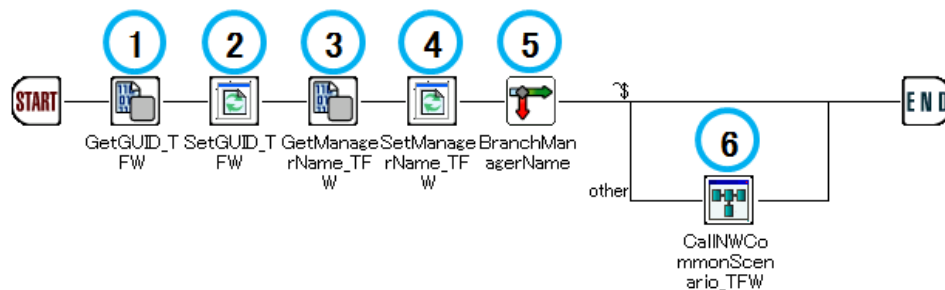 1 2 3 4 5
START
END
GetGUID_T
FW
SetGUID_T
FW
GetManage
rName_TF
W
SetManage
rName_TF
W
BranchMan
agerName
^$
other
6
CallNWCo
mmonScen
ario_TFW